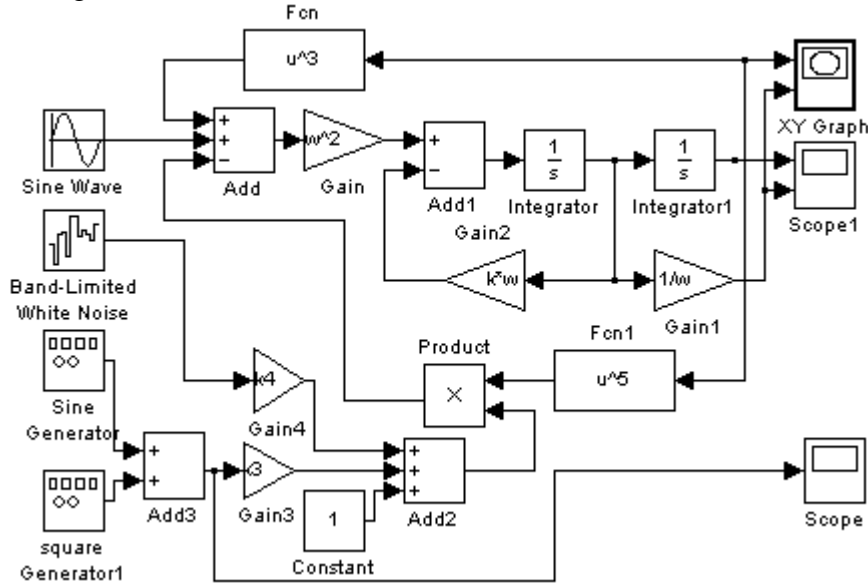 Fcn
u^3
XY Graph
+
+
−
Sine Wave
Add
w^2
Gain
+
−
Add1
1
s
Integrator
1
s
Integrator1
Scope1
Band-Limited
White Noise
Gain2
k*w
1/w
Gain1
Sine
Generator
k4
Gain4
Product
×
Fcn1
u^5
square
Generator1
+
+
Add3
Gain3
1
Constant
+
+
+
Add2
Scope